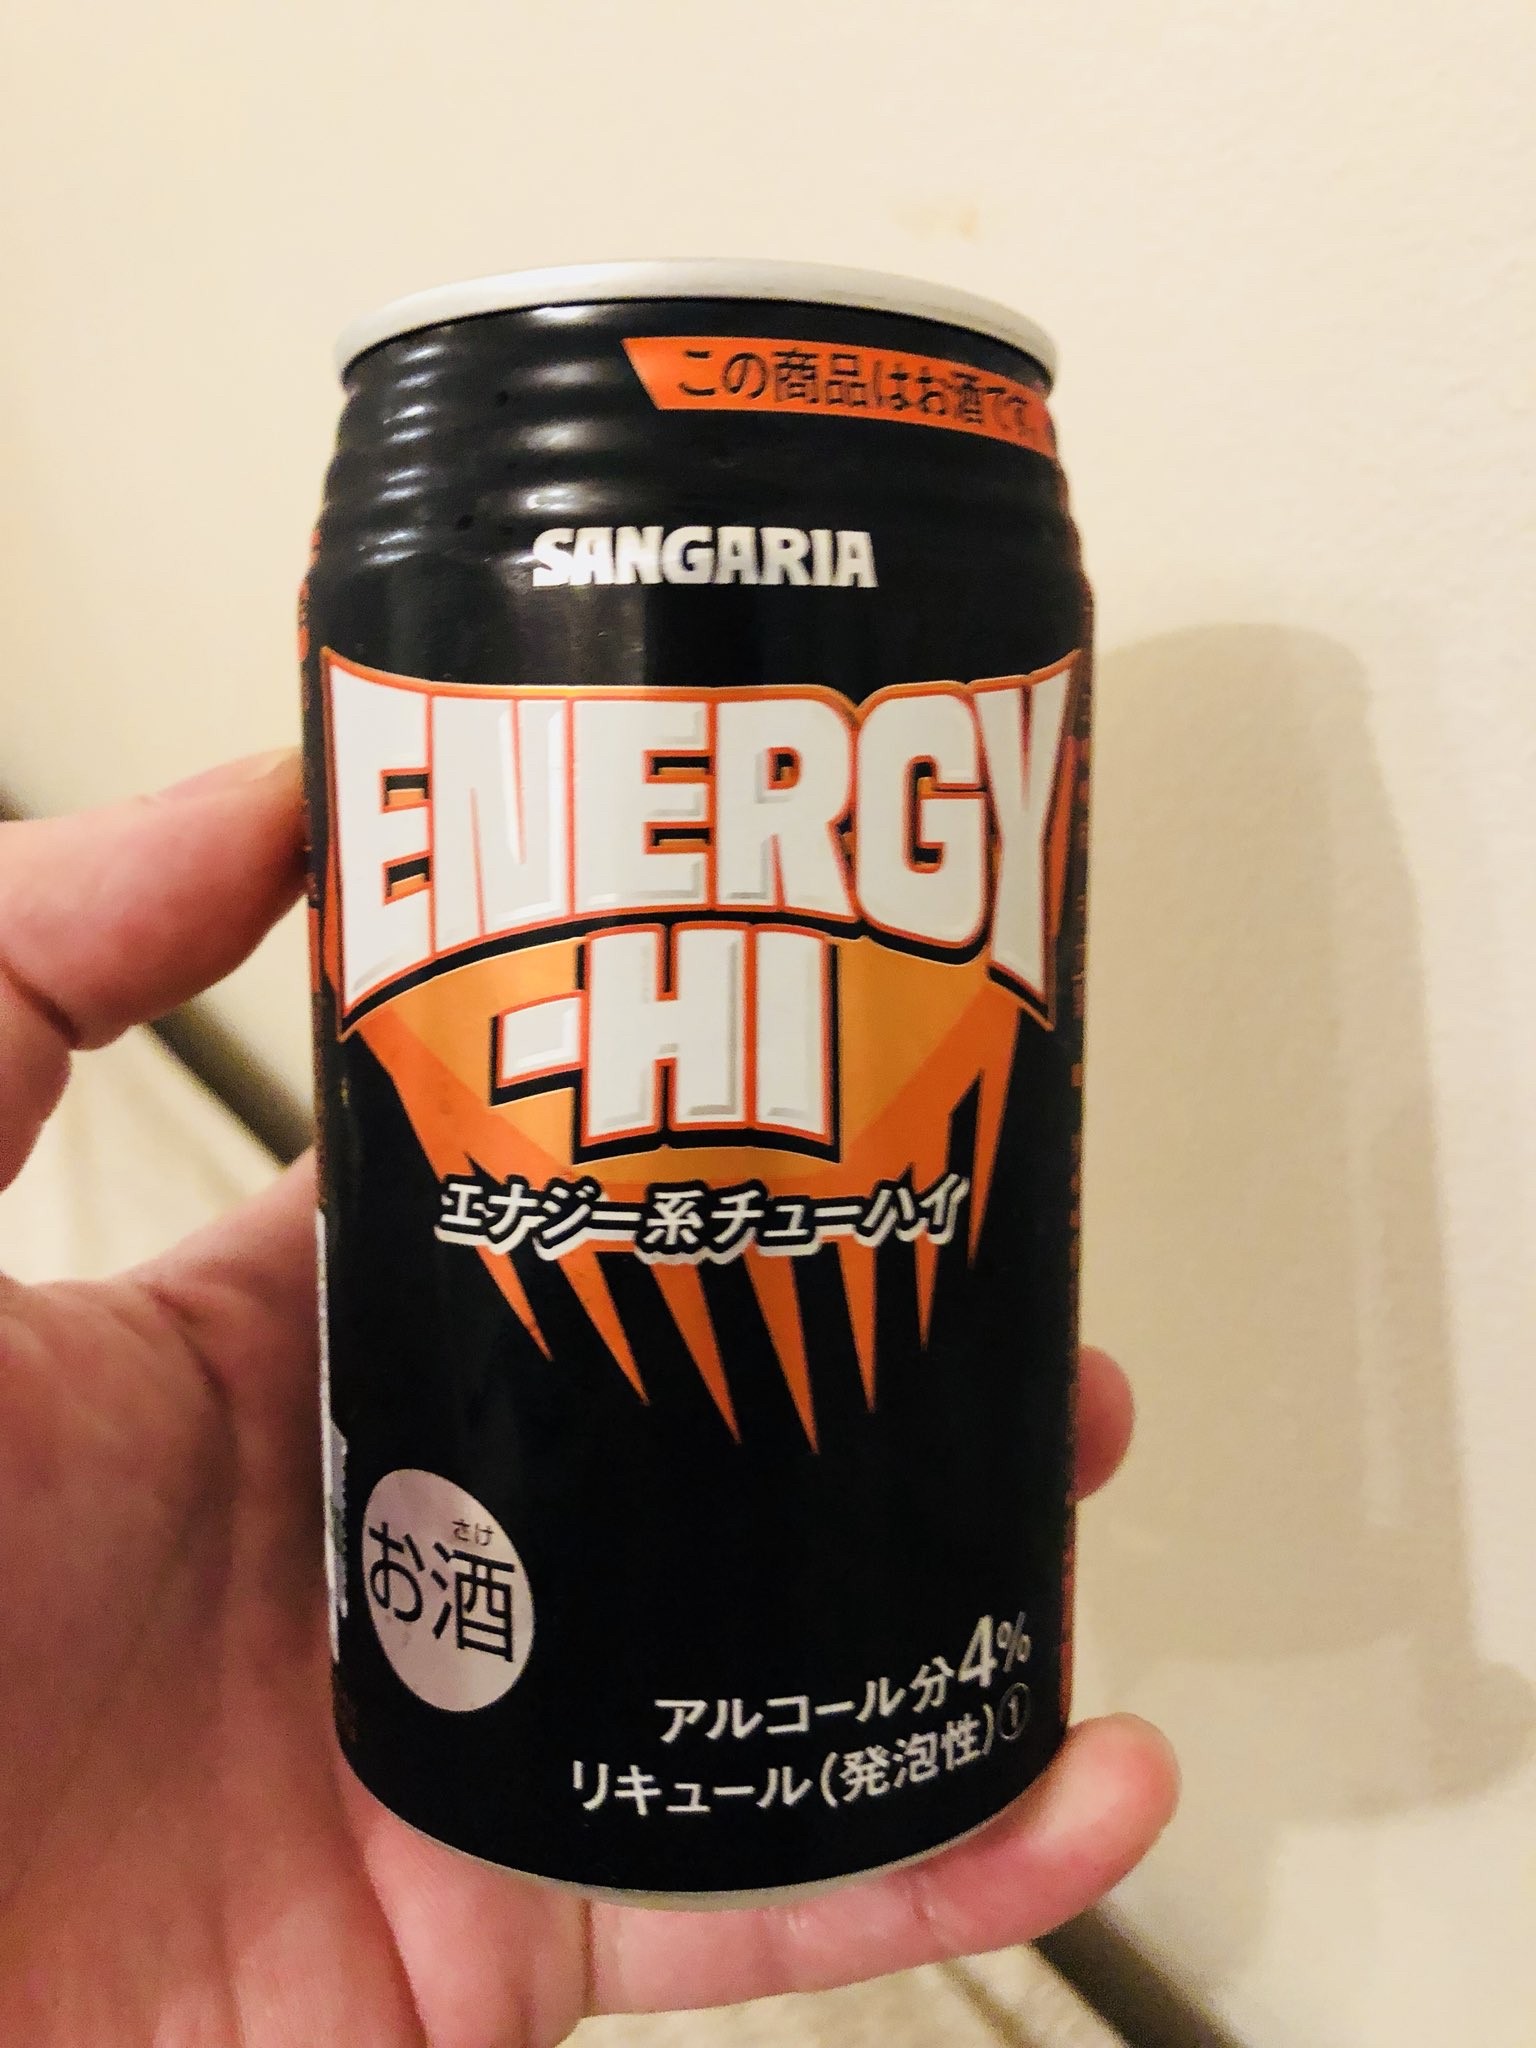 この商品はお酒です
SANGARIA
ENERGY
-HI
エナジー系チューハイ
さけ
お酒
アルコール分4%
リキュール(発泡性)①